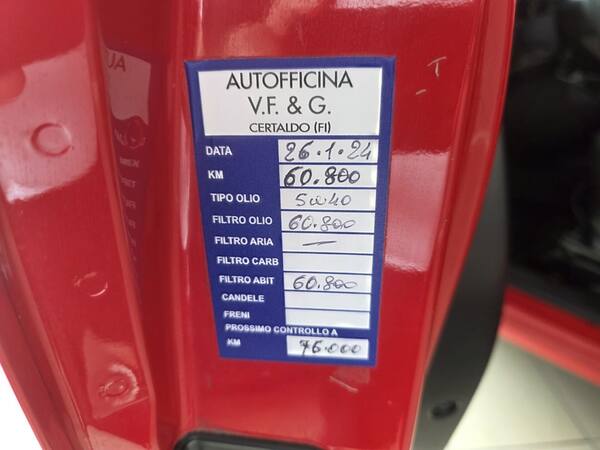 AUTOFFICINA
V.F. & G.
CERTALDO (FI)
DATA 26.1.24
KM 60.800
TIPO OLIO 5W40
FILTRO OLIO 60.800
FILTRO ARIA —
FILTRO CARB
FILTRO ABIT 60.800
CANDELE
FRENI
PROSSIMO CONTROLLO A
KM 75.000